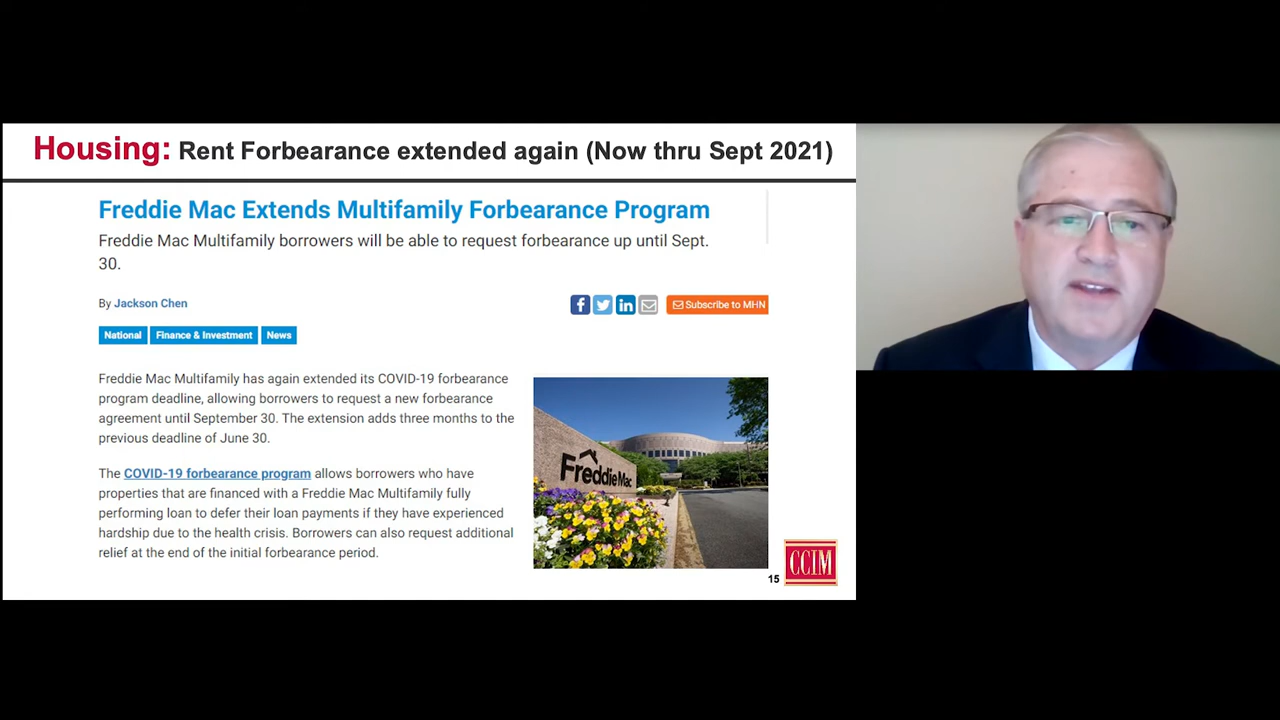 Housing: Rent Forbearance extended again (Now thru Sept 2021)
Freddie Mac Extends Multifamily Forbearance Program
Freddie Mac Multifamily borrowers will be able to request forbearance up until Sept.
30.
By Jackson Chen
Subscribe to MHN
National Finance & Investment News
Freddie Mac Multifamily has again extended its COVID-19 forbearance
program deadline, allowing borrowers to request a new forbearance
agreement until September 30. The extension adds three months to the
previous deadline of June 30.
The COVID-19 forbearance program allows borrowers who have
properties that are financed with a Freddie Mac Multifamily fully
performing loan to defer their loan payments if they have experienced
hardship due to the health crisis. Borrowers can also request additional
relief at the end of the initial forbearance period.
Freddie Mac
15
CCIM